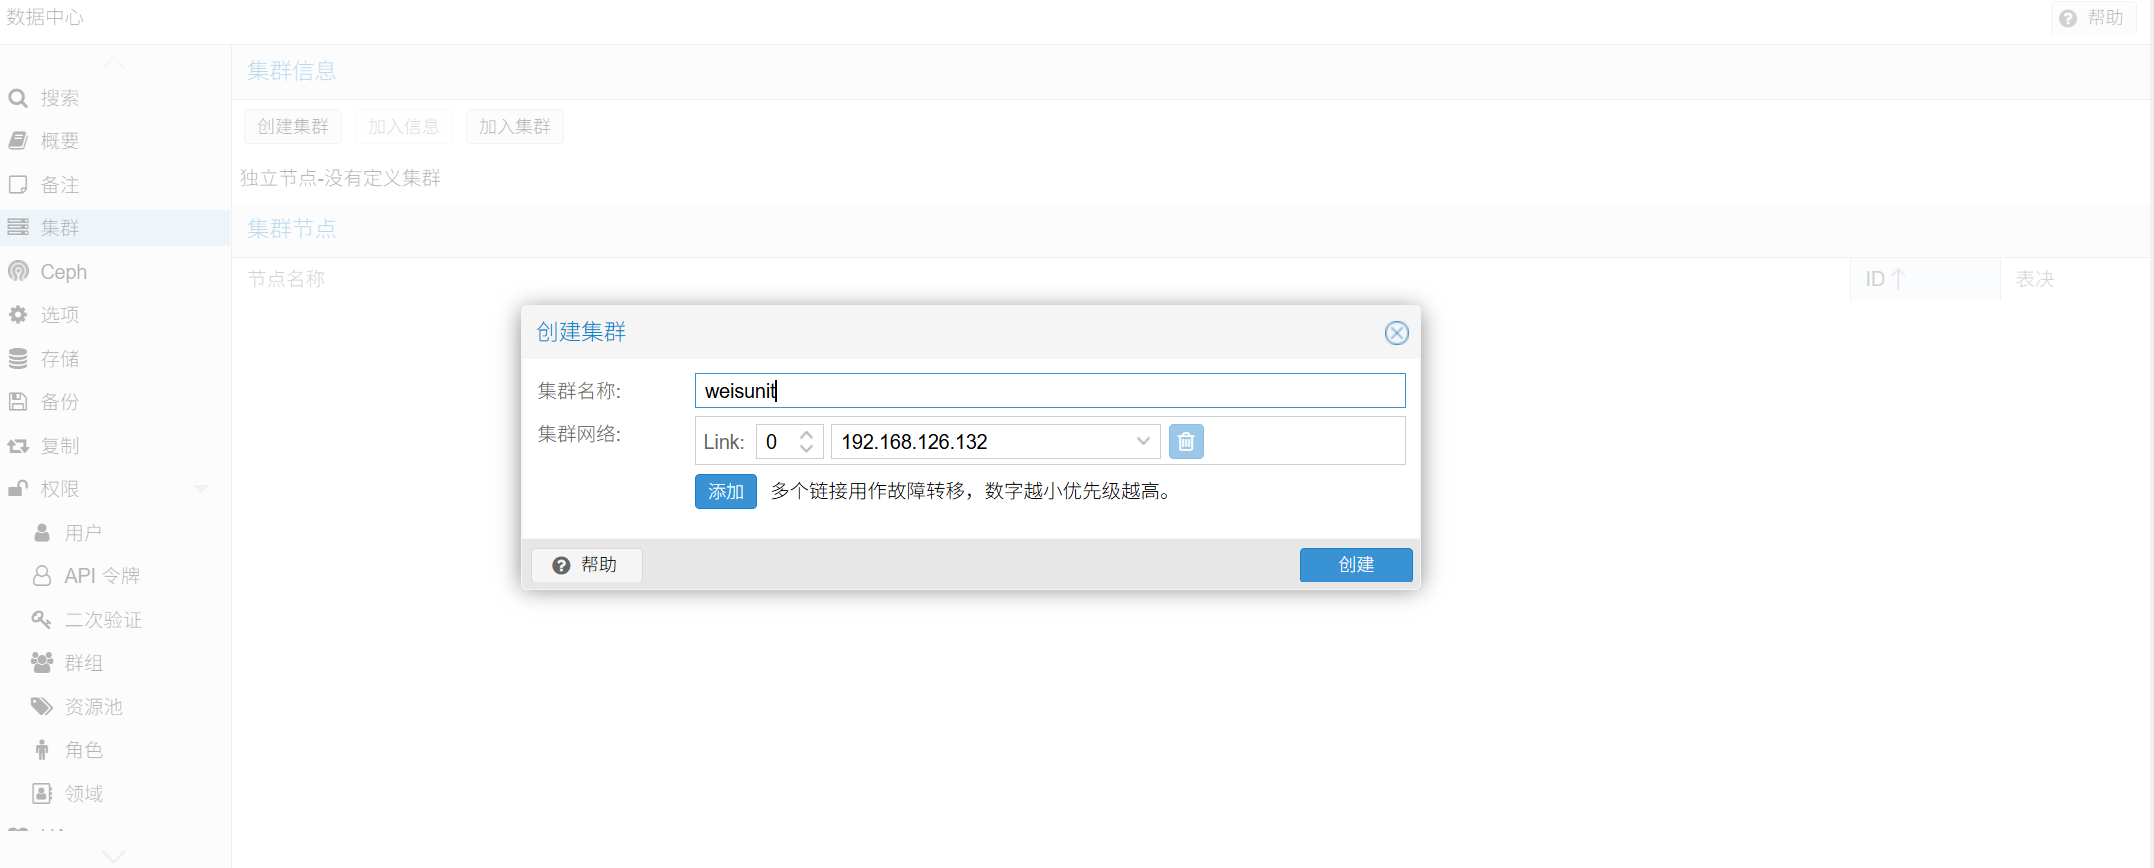 数据中心
帮助
搜索
概要
备注
集群
Ceph
选项
存储
备份
复制
权限
用户
API 令牌
二次验证
群组
资源池
角色
领域
集群信息
创建集群 加入信息 加入集群
独立节点-没有定义集群
集群节点
节点名称 ID 表决
创建集群
集群名称: weisunit
集群网络: Link: 0 192.168.126.132
添加 多个链接用作故障转移，数字越小优先级越高。
帮助 创建